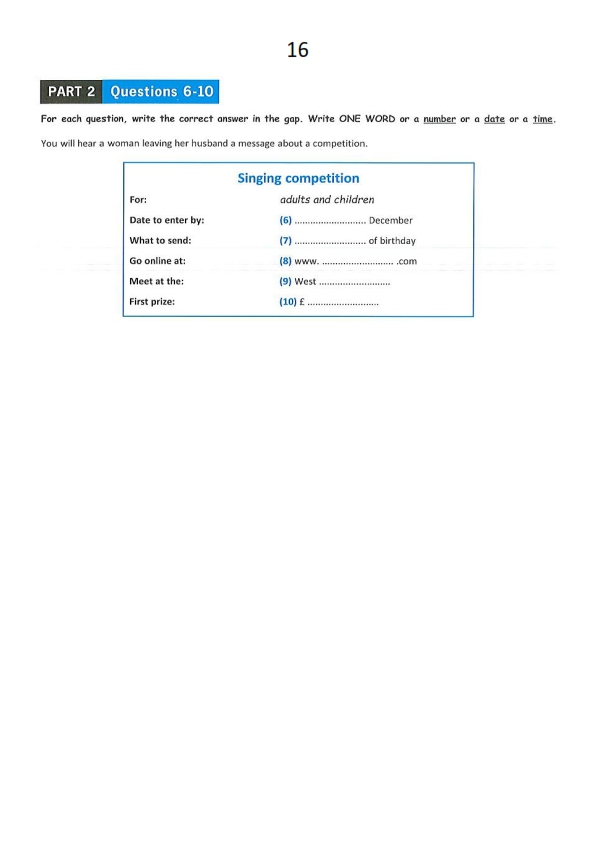 16
PART 2 Questions 6-10
For each question, write the correct answer in the gap. Write ONE WORD or a number or a date or a time.
You will hear a woman leaving her husband a message about a competition.
Singing competition
For: adults and children
Date to enter by: (6) ........................... December
What to send: (7) ........................... of birthday
Go online at: (8) www. ........................... .com
Meet at the: (9) West ...........................
First prize: (10) £ ...........................